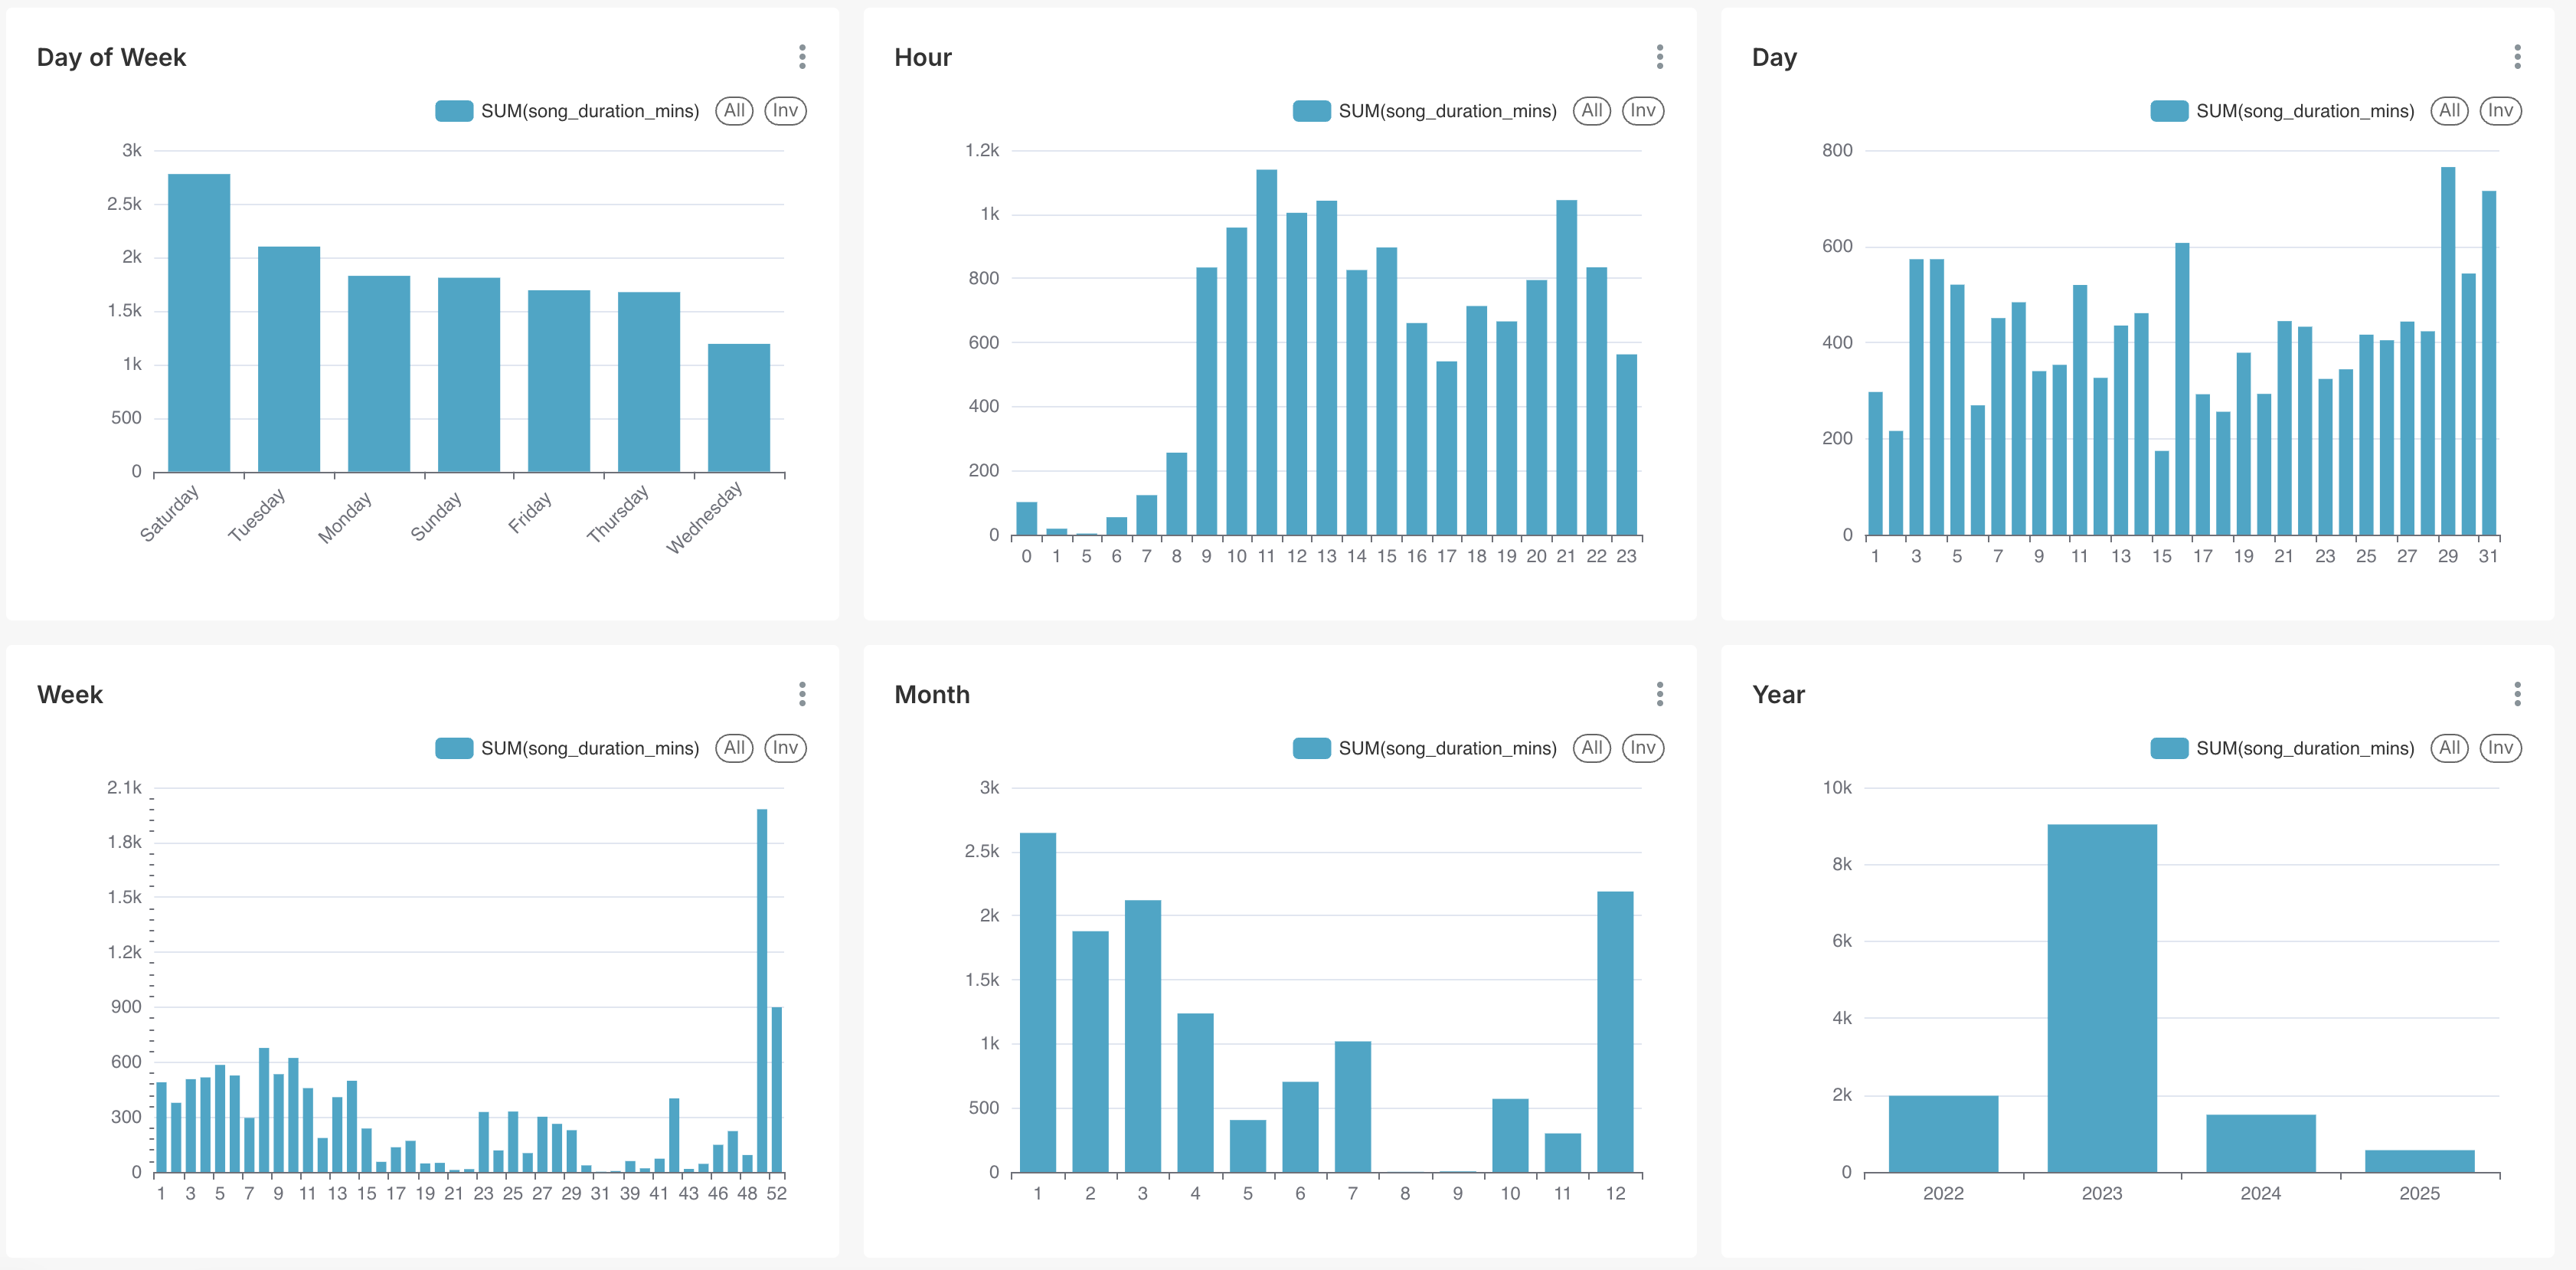 Day of Week
SUM(song_duration_mins) All Inv
3k
2.5k
2k
1.5k
1k
500
0
Saturday Tuesday Monday Sunday Friday Thursday Wednesday
Hour
SUM(song_duration_mins) All Inv
1.2k
1k
800
600
400
200
0
0 1 5 6 7 8 9 10 11 12 13 14 15 16 17 18 19 20 21 22 23
Day
SUM(song_duration_mins) All Inv
800
600
400
200
0
1 3 5 7 9 11 13 15 17 19 21 23 25 27 29 31
Week
SUM(song_duration_mins) All Inv
2.1k
1.8k
1.5k
1.2k
900
600
300
0
1 3 5 7 9 11 13 15 17 19 21 23 25 27 29 31 39 41 43 46 48 52
Month
SUM(song_duration_mins) All Inv
3k
2.5k
2k
1.5k
1k
500
0
1 2 3 4 5 6 7 8 9 10 11 12
Year
SUM(song_duration_mins) All Inv
10k
8k
6k
4k
2k
0
2022 2023 2024 2025